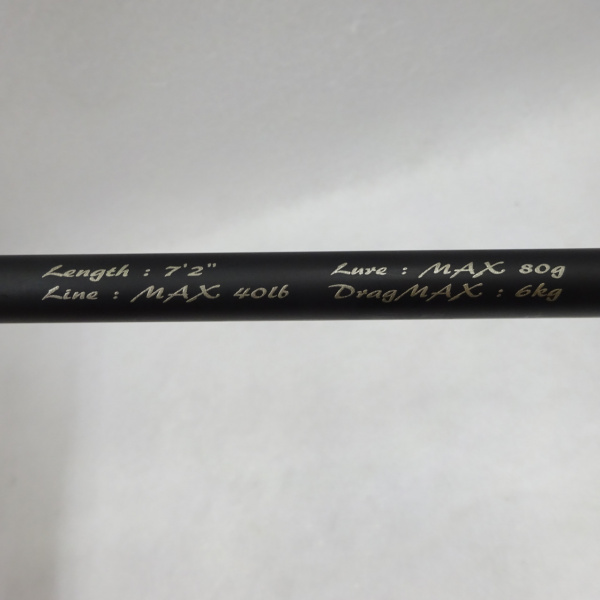 Length : 7'2" Lure : MAX 80g
Line : MAX 40lb DragMAX : 6kg